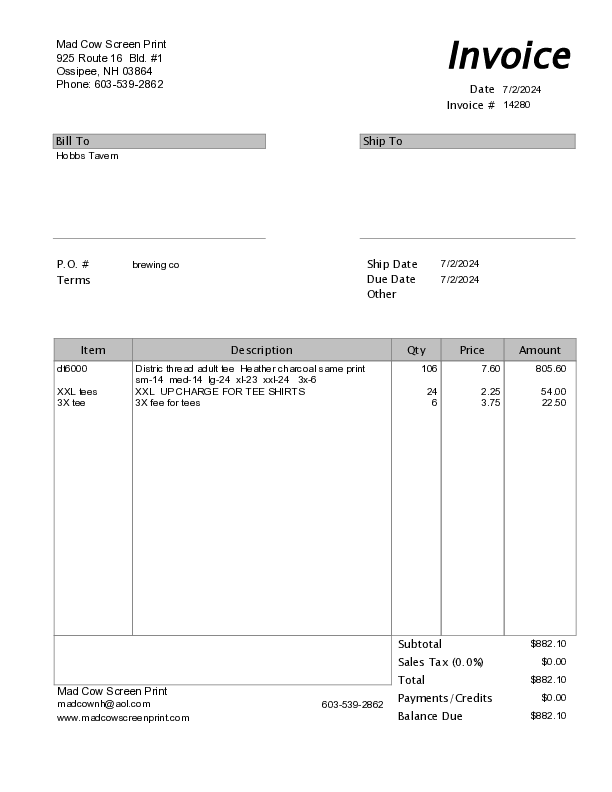 Mad Cow Screen Print
925 Route 16  Bld. #1
Ossipee, NH 03864
Phone: 603-539-2862
Invoice
Date 7/2/2024
Invoice # 14280
Bill To
Hobbs Tavern
Ship To
P.O. # brewing co
Terms
Ship Date 7/2/2024
Due Date 7/2/2024
Other
Item Description Qty Price Amount
dt6000 Distric thread adult tee  Heather charcoal same print 106 7.60 805.60
sm-14  med-14  lg-24  xl-23  xxl-24   3x-6
XXL tees XXL  UPCHARGE FOR TEE SHIRTS 24 2.25 54.00
3X tee 3X fee for tees 6 3.75 22.50
Subtotal $882.10
Sales Tax (0.0%) $0.00
Total $882.10
Payments/Credits $0.00
Balance Due $882.10
Mad Cow Screen Print
madcownh@aol.com 603-539-2862
www.madcowscreenprint.com